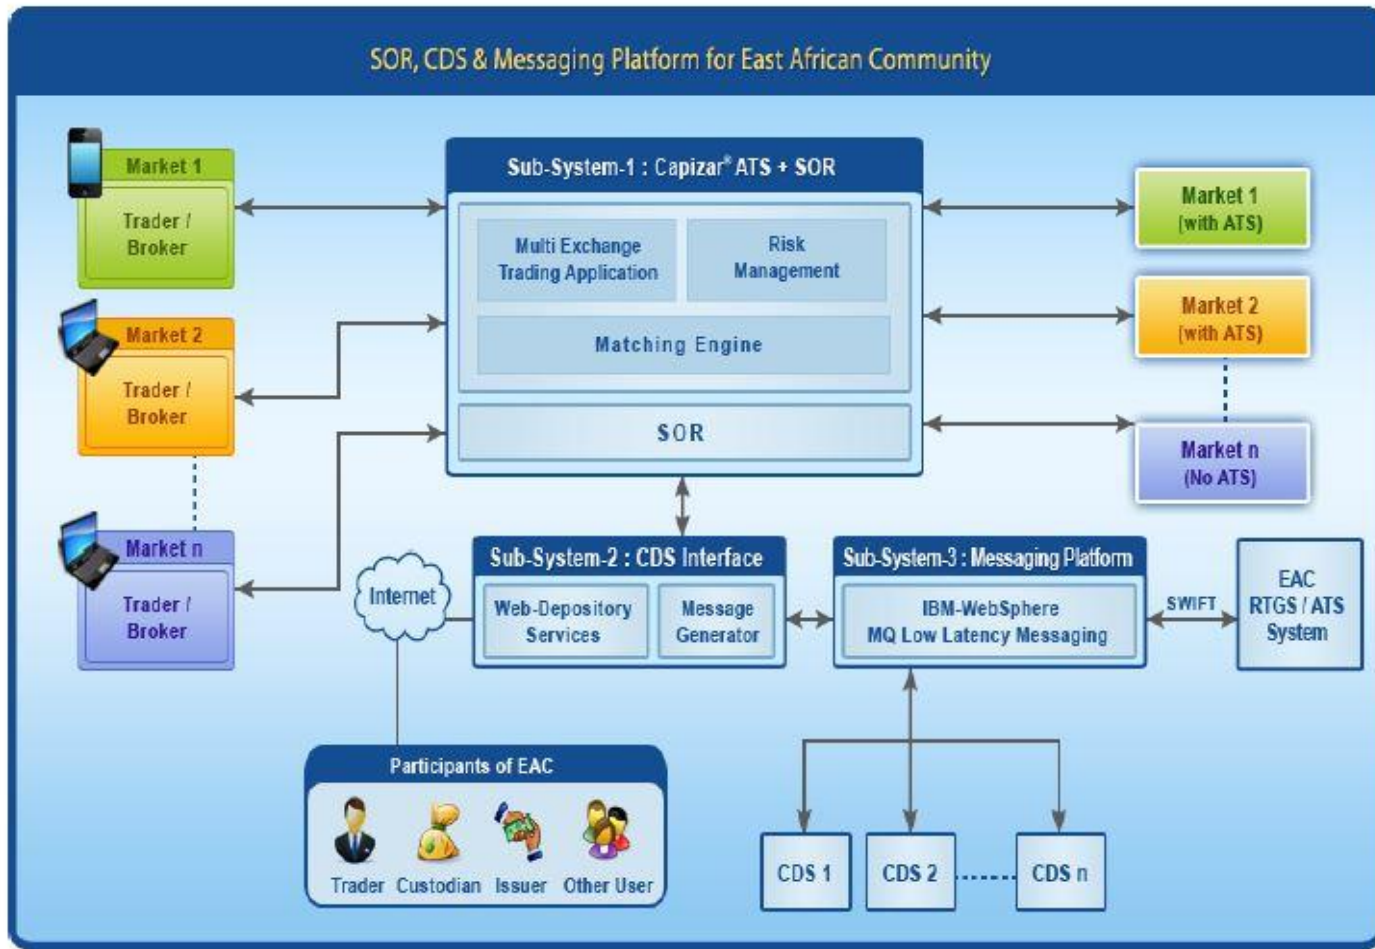 SOR, CDS & Messaging Platform for East African Community
Market 1
Trader /
Broker
Market 2
Trader /
Broker
Market n
Trader /
Broker
Sub-System-1 : Capizar® ATS + SOR
Multi Exchange
Trading Application
Risk
Management
Matching Engine
SOR
Market 1
(with ATS)
Market 2
(with ATS)
Market n
(No ATS)
Internet
Sub-System-2 : CDS Interface
Web-Depository
Services
Message
Generator
Sub-System-3 : Messaging Platform
IBM-WebSphere
MQ Low Latency Messaging
SWIFT
EAC
RTGS / ATS
System
Participants of EAC
Trader
Custodian
Issuer
Other User
CDS 1
CDS 2
CDS n